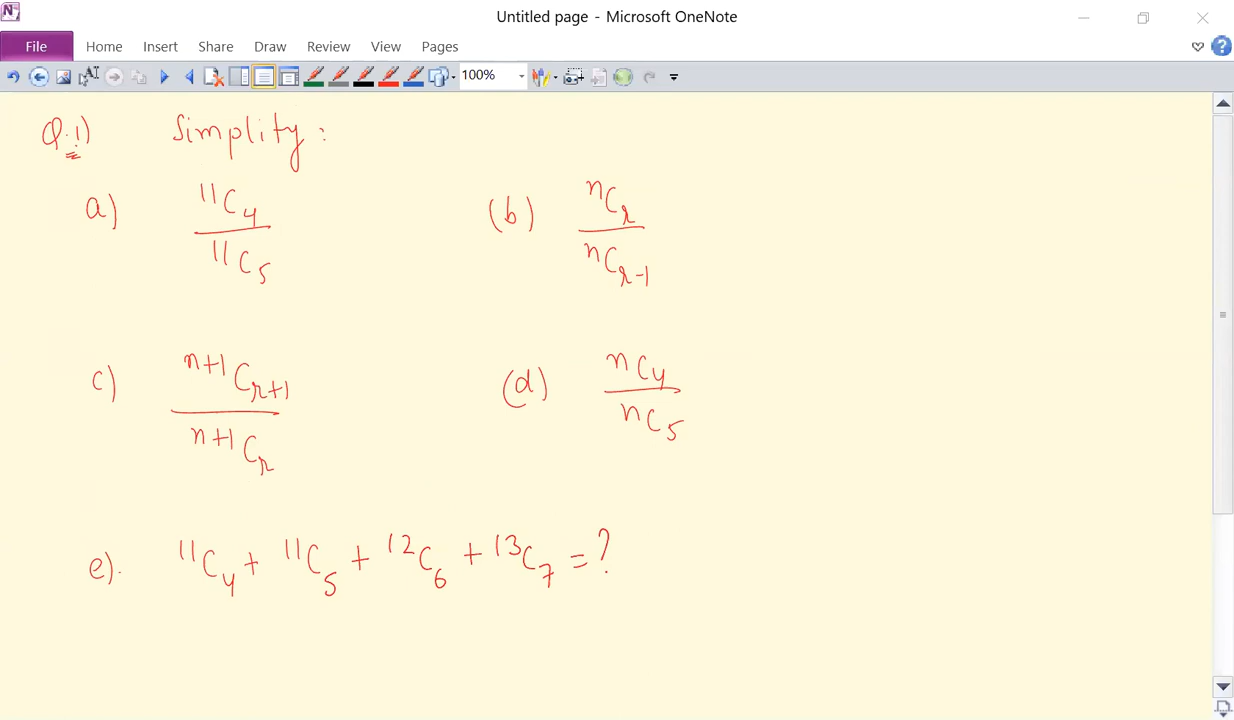 Untitled page - Microsoft OneNote
File Home Insert Share Draw Review View Pages
100%
Q.1) Simplity:
a) ¹¹C₄ / ¹¹C₅ (b) ⁿCᵣ / ⁿCᵣ₋₁
c) ⁿ⁺¹Cᵣ₊₁ / ⁿ⁺¹Cᵣ (d) ⁿC₄ / ⁿC₅
e). ¹¹C₄ + ¹¹C₅ + ¹²C₆ + ¹³C₇ = ?